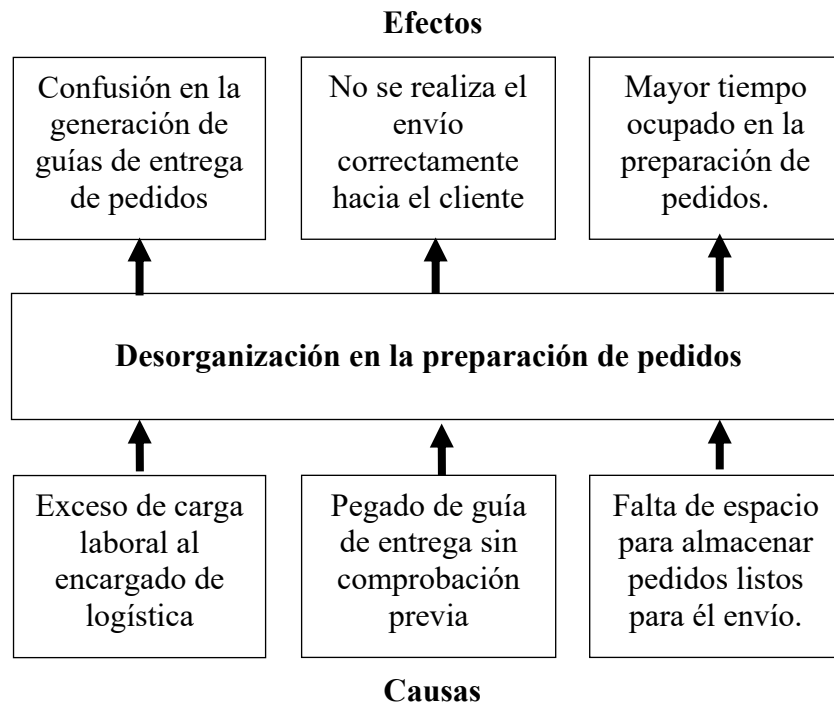 Efectos
Confusión en la
generación de
guías de entrega
de pedidos
No se realiza el
envío
correctamente
hacia el cliente
Mayor tiempo
ocupado en la
preparación de
pedidos.
Desorganización en la preparación de pedidos
Exceso de carga
laboral al
encargado de
logística
Pegado de guía
de entrega sin
comprobación
previa
Falta de espacio
para almacenar
pedidos listos
para él envío.
Causas